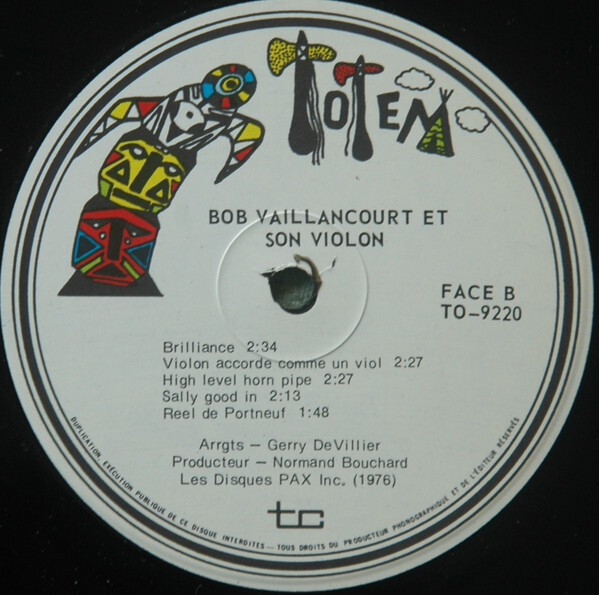 TOTEM
BOB VAILLANCOURT ET
SON VIOLON
FACE B
TO-9220
Brilliance 2:34
Violon accorde comme un viol 2:27
High level horn pipe 2:27
Sally good in 2:13
Reel de Portneuf 1:48
Arrgts – Gerry DeVillier
Producteur – Normand Bouchard
Les Disques PAX Inc. (1976)
tc
DUPLICATION, EXÉCUTION PUBLIQUE DE CE DISQUE INTERDITES -- TOUS DROITS DU PRODUCTEUR PHONOGRAPHIQUE ET DE L'ÉDITEUR RÉSERVÉS